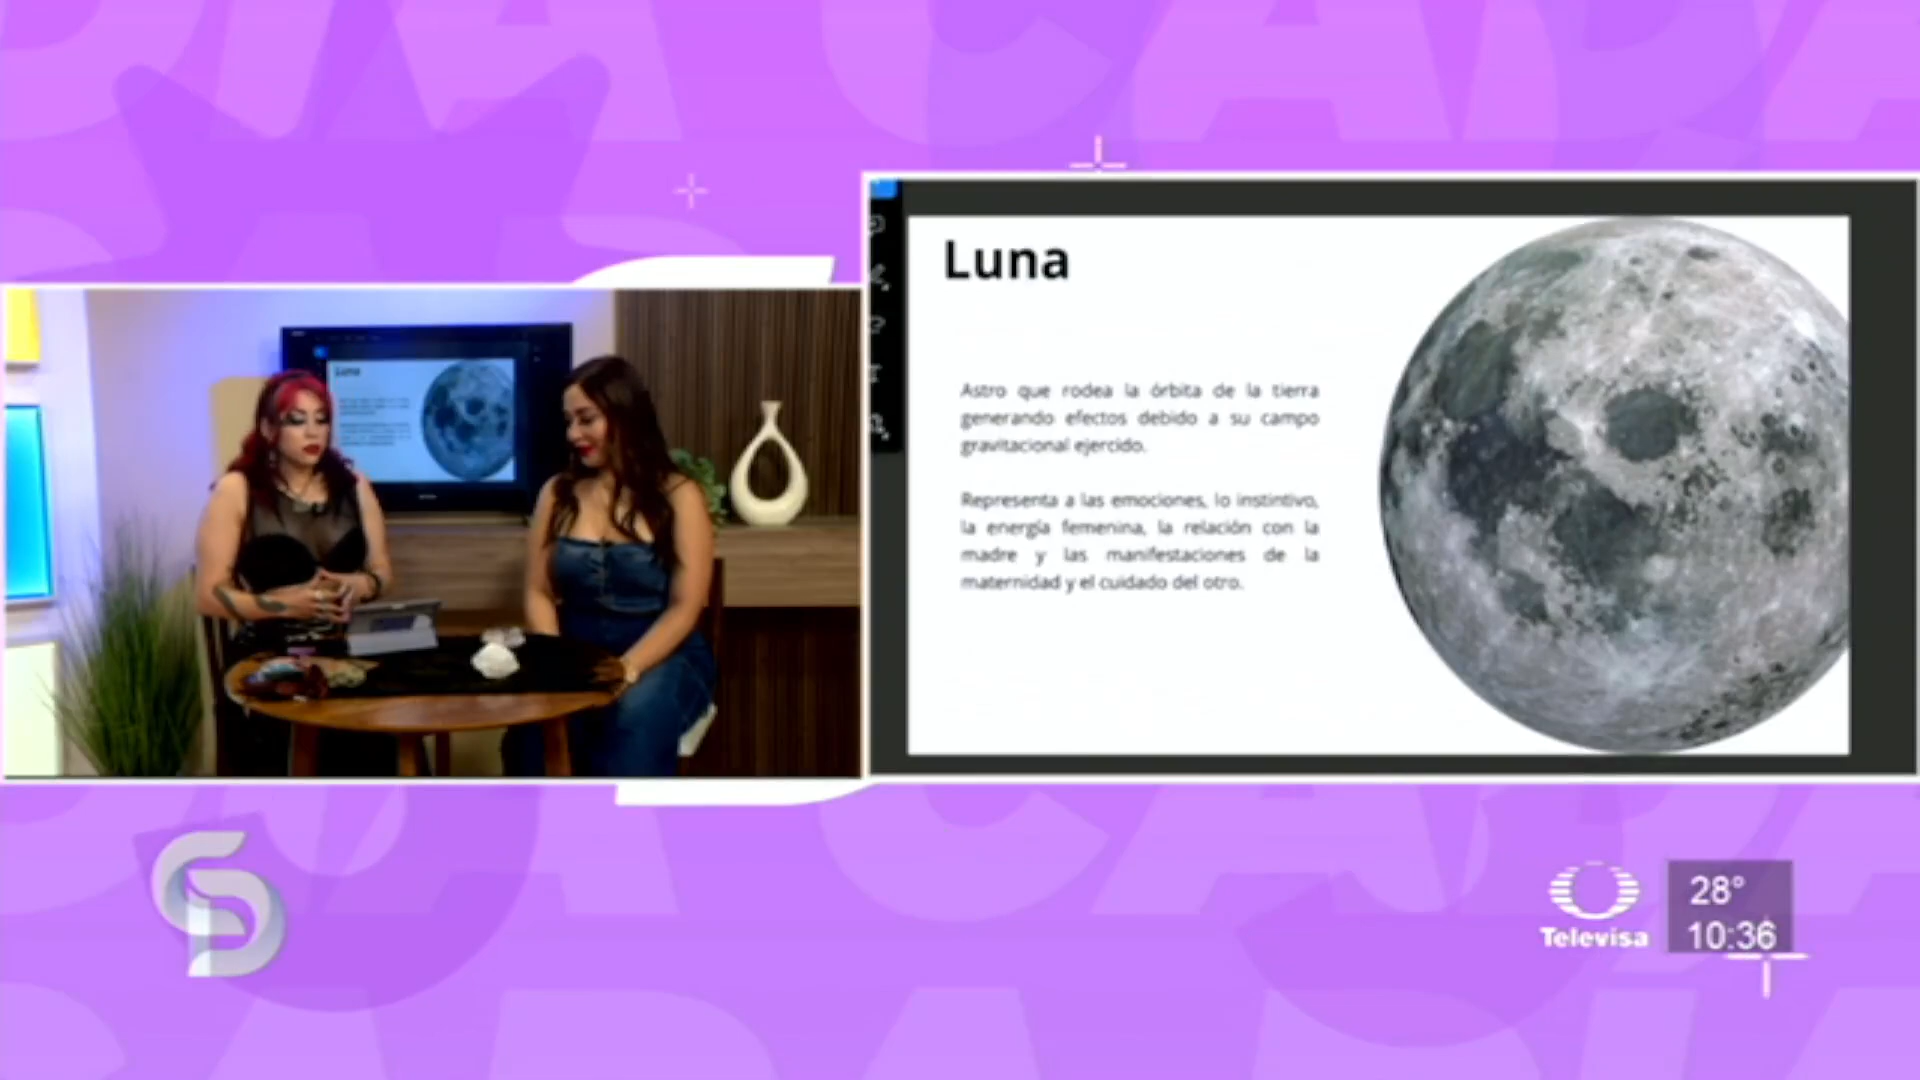 Luna
Astro que rodea la órbita de la tierra
generando efectos debido a su campo
gravitacional ejercido.
Representa a las emociones, lo instintivo,
la energía femenina, la relación con la
madre y las manifestaciones de la
maternidad y el cuidado del otro.
Luna
CD
Televisa
28°
10:36